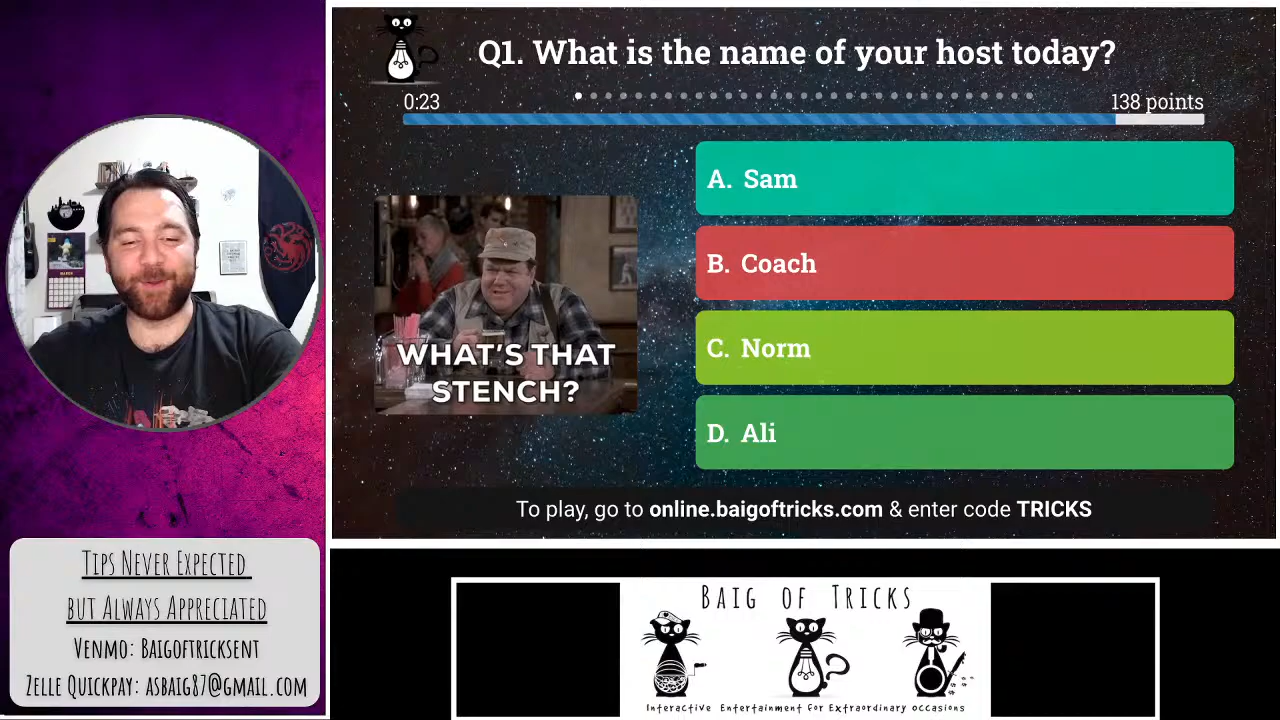 Q1. What is the name of your host today?
0:23
138 points
A. Sam
B. Coach
C. Norm
D. Ali
WHAT'S THAT
STENCH?
To play, go to online.baigoftricks.com & enter code TRICKS
TIPS NEVER EXPECTED
BUT ALWAYS APPRECIATED
VENMO: BAIGOFTRICKSENT
ZELLE QUICKPAY: ASBAIG87@GMAIL.COM
BAIG OF TRICKS
Interactive Entertainment for Extraordinary Occasions